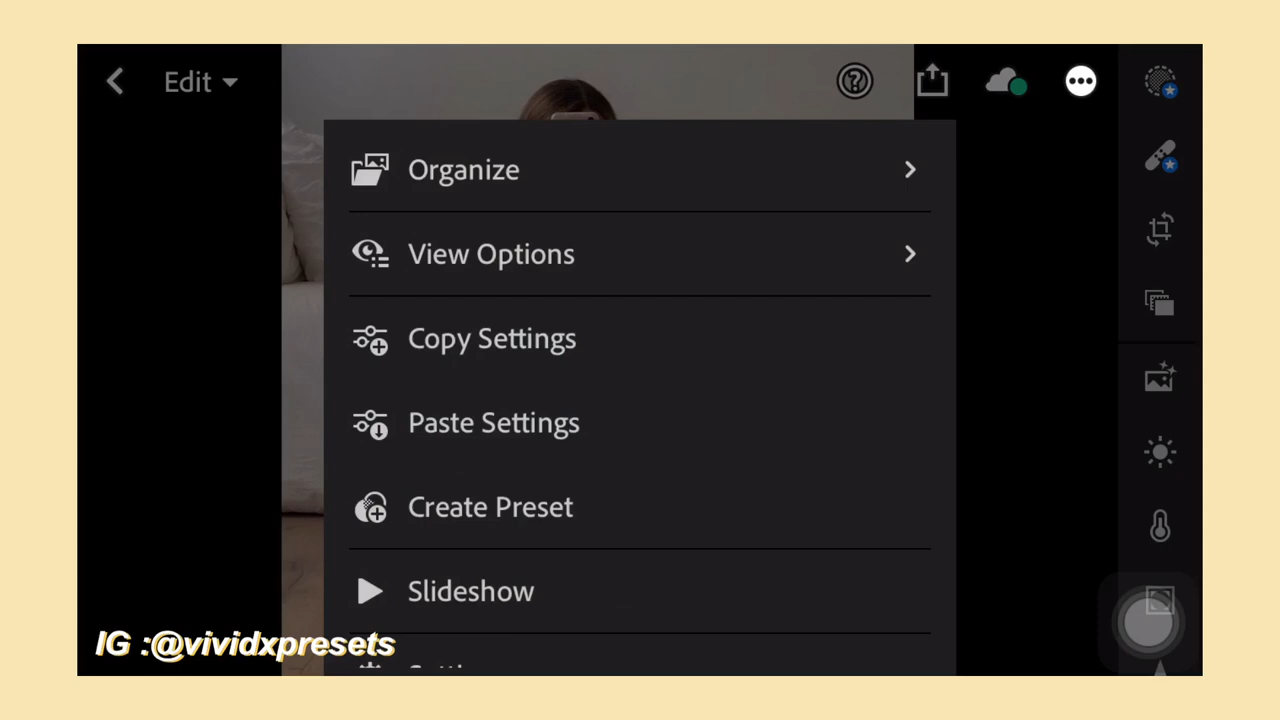 Edit
Organize
View Options
Copy Settings
Paste Settings
Create Preset
Slideshow
IG :@vividxpresets